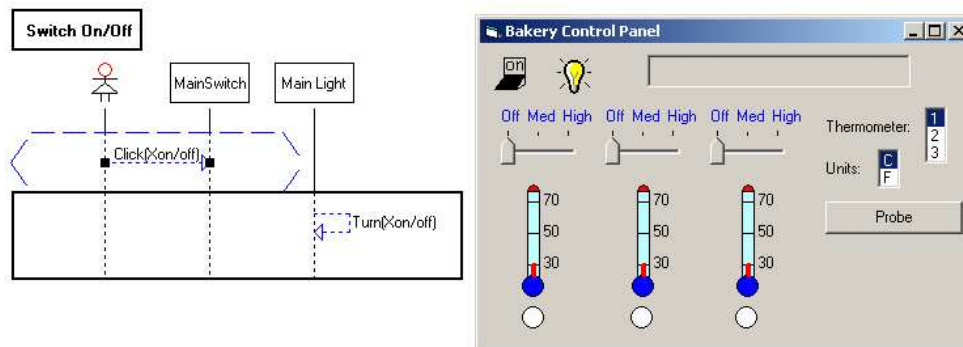 Switch On/Off
MainSwitch
Main Light
Click(Xon/off)
Turn(Xon/off)
Bakery Control Panel
on
Off Med High
Off Med High
Off Med High
70
50
30
70
50
30
70
50
30
Thermometer:
1
2
3
Units:
C
F
Probe